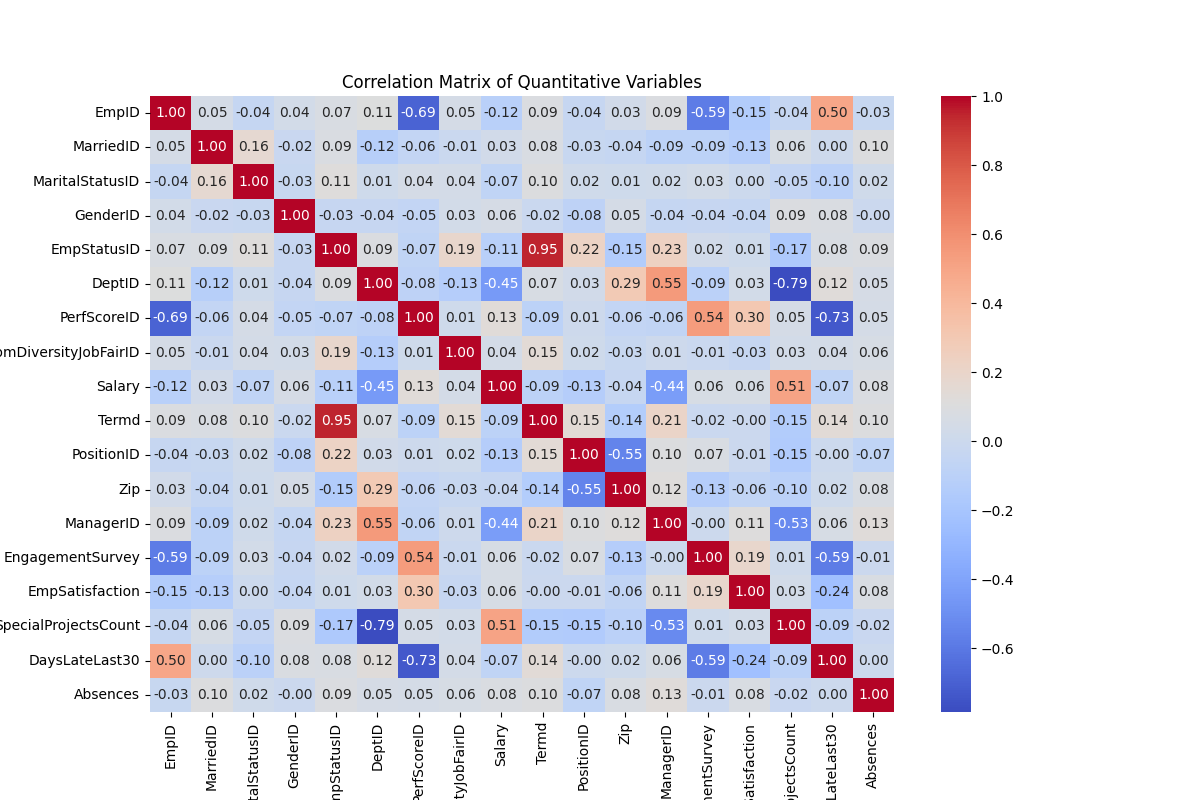 Correlation Matrix of Quantitative Variables
EmpID 1.00 0.05 -0.04 0.04 0.07 0.11 -0.69 0.05 -0.12 0.09 -0.04 0.03 0.09 -0.59 -0.15 -0.04 0.50 -0.03
MarriedID 0.05 1.00 0.16 -0.02 0.09 -0.12 -0.06 -0.01 0.03 0.08 -0.03 -0.04 -0.09 -0.09 -0.13 0.06 0.00 0.10
MaritalStatusID -0.04 0.16 1.00 -0.03 0.11 0.01 0.04 0.04 -0.07 0.10 0.02 0.01 0.02 0.03 0.00 -0.05 -0.10 0.02
GenderID 0.04 -0.02 -0.03 1.00 -0.03 -0.04 -0.05 0.03 0.06 -0.02 -0.08 0.05 -0.04 -0.04 -0.04 0.09 0.08 -0.00
EmpStatusID 0.07 0.09 0.11 -0.03 1.00 0.09 -0.07 0.19 -0.11 0.95 0.22 -0.15 0.23 0.02 0.01 -0.17 0.08 0.09
DeptID 0.11 -0.12 0.01 -0.04 0.09 1.00 -0.08 -0.13 -0.45 0.07 0.03 0.29 0.55 -0.09 0.03 -0.79 0.12 0.05
PerfScoreID -0.69 -0.06 0.04 -0.05 -0.07 -0.08 1.00 0.01 0.13 -0.09 0.01 -0.06 -0.06 0.54 0.30 0.05 -0.73 0.05
omDiversityJobFairID 0.05 -0.01 0.04 0.03 0.19 -0.13 0.01 1.00 0.04 0.15 0.02 -0.03 0.01 -0.01 -0.03 0.03 0.04 0.06
Salary -0.12 0.03 -0.07 0.06 -0.11 -0.45 0.13 0.04 1.00 -0.09 -0.13 -0.04 -0.44 0.06 0.06 0.51 -0.07 0.08
Termd 0.09 0.08 0.10 -0.02 0.95 0.07 -0.09 0.15 -0.09 1.00 0.15 -0.14 0.21 -0.02 -0.00 -0.15 0.14 0.10
PositionID -0.04 -0.03 0.02 -0.08 0.22 0.03 0.01 0.02 -0.13 0.15 1.00 -0.55 0.10 0.07 -0.01 -0.15 -0.00 -0.07
Zip 0.03 -0.04 0.01 0.05 -0.15 0.29 -0.06 -0.03 -0.04 -0.14 -0.55 1.00 0.12 -0.13 -0.06 -0.10 0.02 0.08
ManagerID 0.09 -0.09 0.02 -0.04 0.23 0.55 -0.06 0.01 -0.44 0.21 0.10 0.12 1.00 -0.00 0.11 -0.53 0.06 0.13
EngagementSurvey -0.59 -0.09 0.03 -0.04 0.02 -0.09 0.54 -0.01 0.06 -0.02 0.07 -0.13 -0.00 1.00 0.19 0.01 -0.59 -0.01
EmpSatisfaction -0.15 -0.13 0.00 -0.04 0.01 0.03 0.30 -0.03 0.06 -0.00 -0.01 -0.06 0.11 0.19 1.00 0.03 -0.24 0.08
SpecialProjectsCount -0.04 0.06 -0.05 0.09 -0.17 -0.79 0.05 0.03 0.51 -0.15 -0.15 -0.10 -0.53 0.01 0.03 1.00 -0.09 -0.02
DaysLateLast30 0.50 0.00 -0.10 0.08 0.08 0.12 -0.73 0.04 -0.07 0.14 -0.00 0.02 0.06 -0.59 -0.24 -0.09 1.00 0.00
Absences -0.03 0.10 0.02 -0.00 0.09 0.05 0.05 0.06 0.08 0.10 -0.07 0.08 0.13 -0.01 0.08 -0.02 0.00 1.00
EmpID
MarriedID
talStatusID
GenderID
mpStatusID
DeptID
PerfScoreID
tyJobFairID
Salary
Termd
PositionID
Zip
ManagerID
mentSurvey
Satisfaction
ojectsCount
LateLast30
Absences
1.0
0.8
0.6
0.4
0.2
0.0
−0.2
−0.4
−0.6